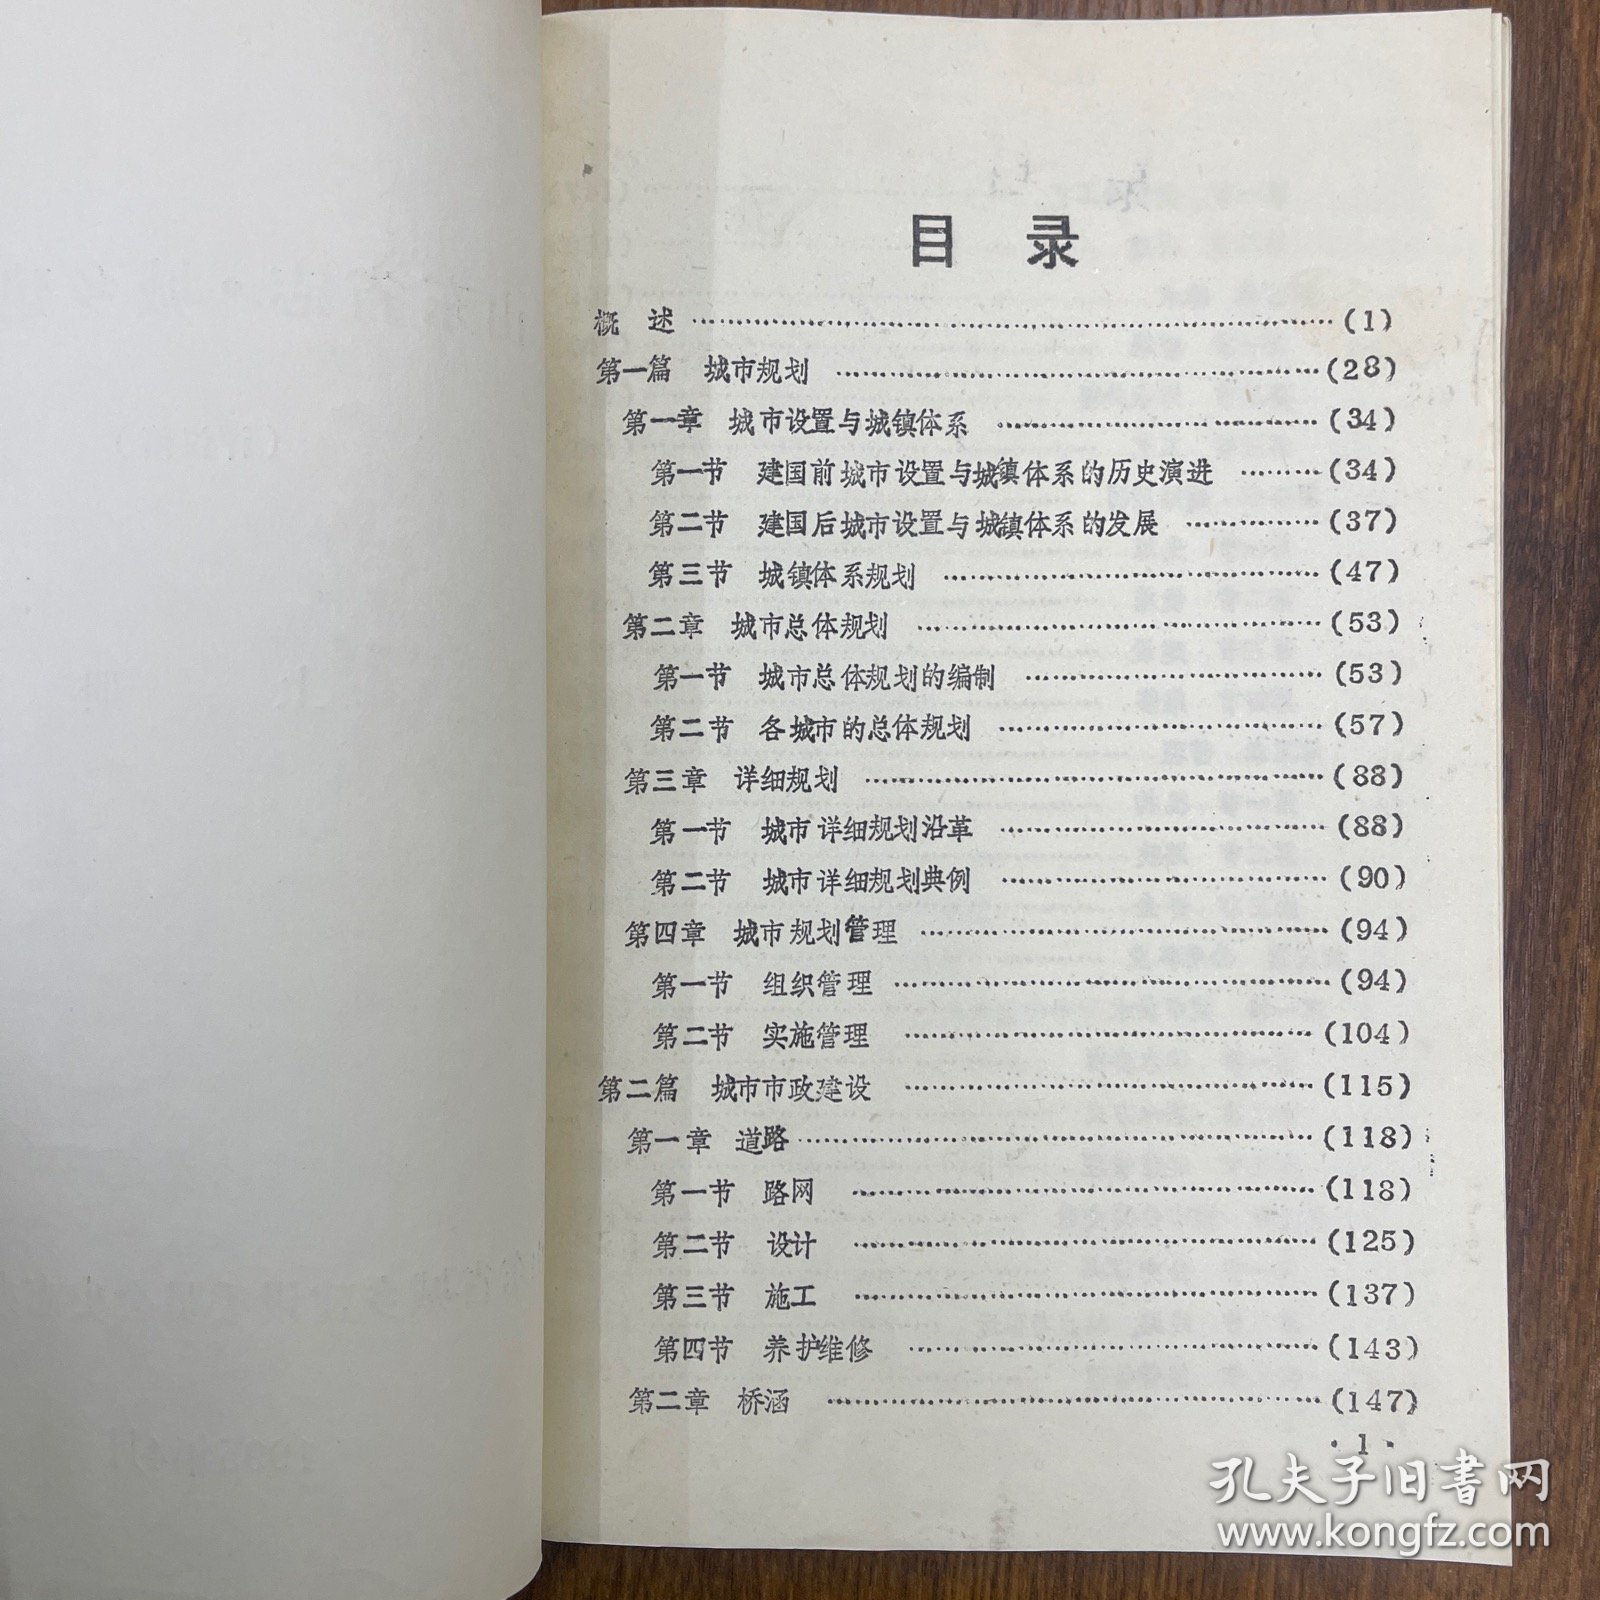 目 录
概 述 ……………………………………………… (1)
第一篇 城市规划 ……………………………………… (28)
第一章 城市设置与城镇体系 ………………………… (34)
第一节 建国前城市设置与城镇体系的历史演进 ……… (34)
第二节 建国后城市设置与城镇体系的发展 ………… (37)
第三节 城镇体系规划 ……………………………… (47)
第二章 城市总体规划 ………………………………… (53)
第一节 城市总体规划的编制 ………………………… (53)
第二节 各城市的总体规划 …………………………… (57)
第三章 详细规划 ……………………………………… (88)
第一节 城市详细规划沿革 …………………………… (88)
第二节 城市详细规划典例 …………………………… (90)
第四章 城市规划管理 ………………………………… (94)
第一节 组织管理 …………………………………… (94)
第二节 实施管理 …………………………………… (104)
第二篇 城市市政建设 ………………………………… (115)
第一章 道路 ………………………………………… (118)
第一节 路网 ……………………………………… (118)
第二节 设计 ……………………………………… (125)
第三节 施工 ……………………………………… (137)
第四节 养护维修 …………………………………… (143)
第二章 桥涵 ………………………………………… (147)
· 1 ·
孔夫子旧书网
www.kongfz.com